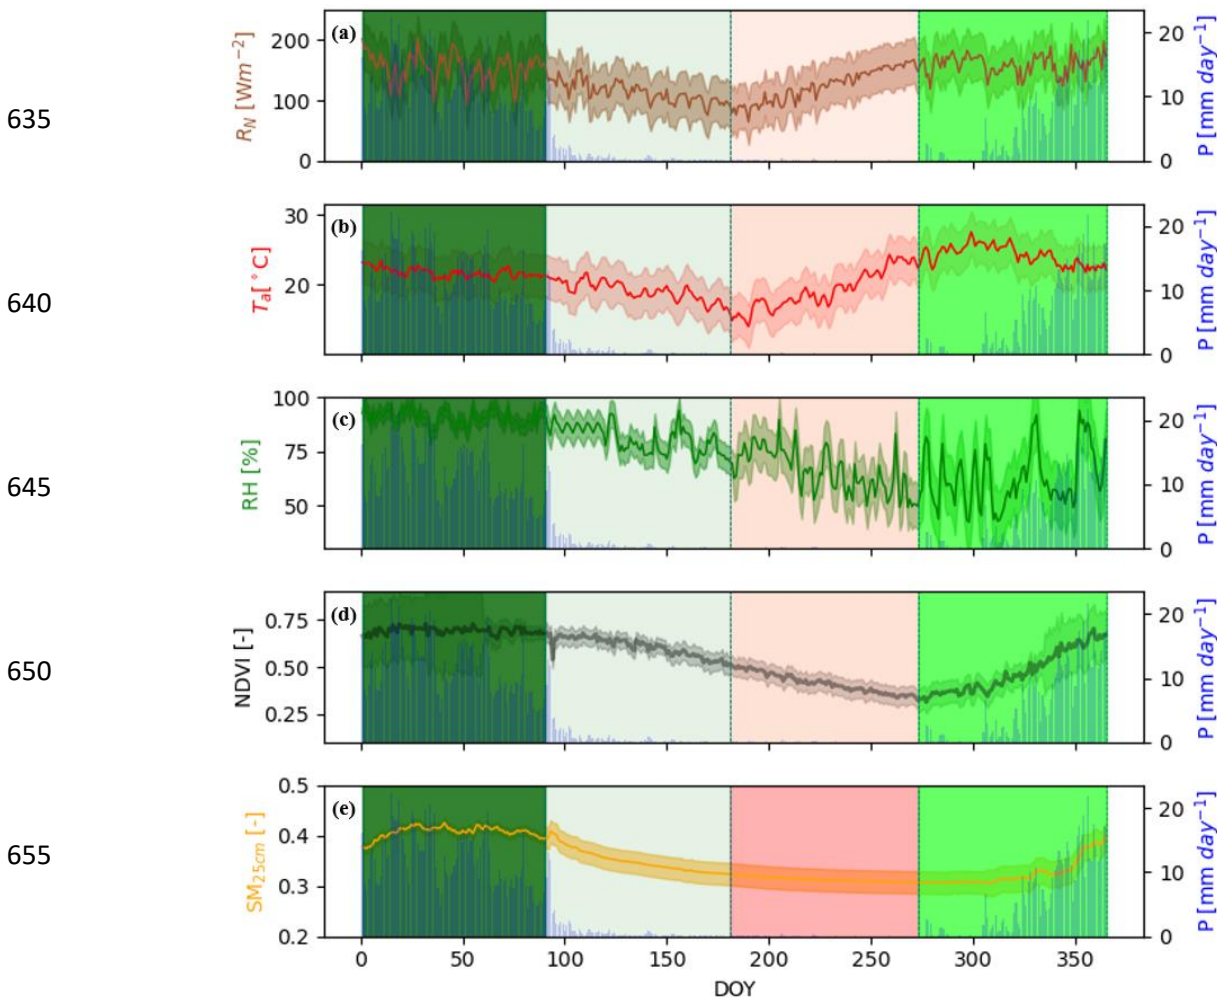 635
640
645
650
655
(a)
R_N [Wm⁻²]
200
100
0
20
10
0
P [mm day⁻¹]
(b)
T_a[°C]
30
20
20
10
0
P [mm day⁻¹]
(c)
RH [%]
100
75
50
20
10
0
P [mm day⁻¹]
(d)
NDVI [-]
0.75
0.50
0.25
20
10
0
P [mm day⁻¹]
(e)
SM_25cm [-]
0.5
0.4
0.3
0.2
20
10
0
P [mm day⁻¹]
0 50 100 150 200 250 300 350
DOY